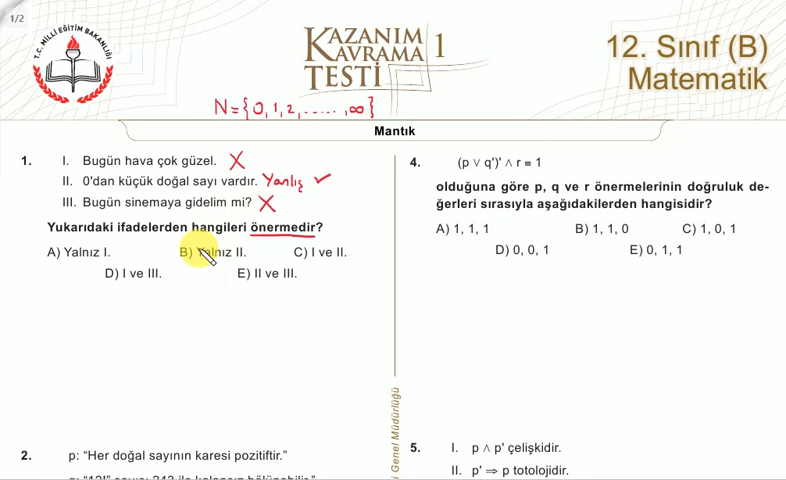 1/2
T.C. MİLLİ EĞİTİM BAKANLIĞI
KAZANIM
KAVRAMA 1
TESTİ
12. Sınıf (B)
Matematik
N={0,1,2,......,∞}
Mantık
1. I. Bugün hava çok güzel. X
II. 0'dan küçük doğal sayı vardır. Yanlış ✓
III. Bugün sinemaya gidelim mi? X
Yukarıdaki ifadelerden hangileri önermedir?
A) Yalnız I. B) Yalnız II. C) I ve II.
D) I ve III. E) II ve III.
2. p: “Her doğal sayının karesi pozitiftir.”
4. (p ∨ q')' ∧ r ≡ 1
olduğuna göre p, q ve r önermelerinin doğruluk de-
ğerleri sırasıyla aşağıdakilerden hangisidir?
A) 1, 1, 1 B) 1, 1, 0 C) 1, 0, 1
D) 0, 0, 1 E) 0, 1, 1
i Genel Müdürlüğü
5. I. p ∧ p' çelişkidir.
II. p' ⇒ p totolojidir.